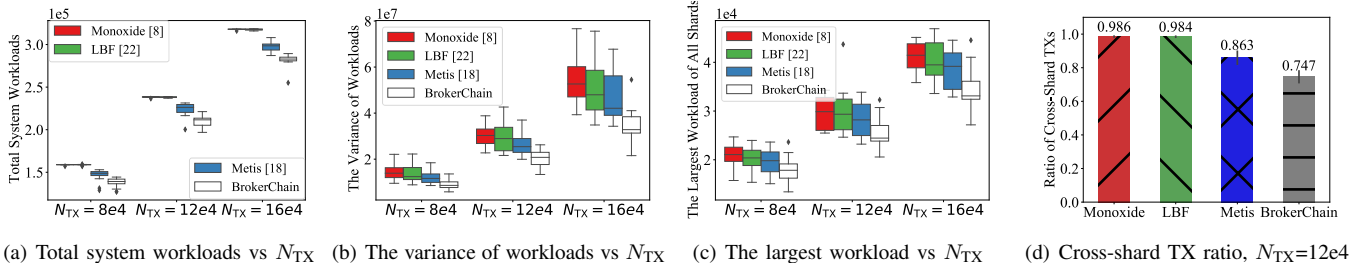 1e5
Total System Workloads
3.0
2.5
2.0
1.5
Monoxide [8]
LBF [22]
Metis [18]
BrokerChain
N_TX = 8e4
N_TX = 12e4
N_TX = 16e4
(a) Total system workloads vs N_TX
1e7
The Variance of Workloads
8
6
4
2
Monoxide [8]
LBF [22]
Metis [18]
BrokerChain
N_TX = 8e4
N_TX = 12e4
N_TX = 16e4
(b) The variance of workloads vs N_TX
1e4
The Largest Workload of All Shards
4
3
2
Monoxide [8]
LBF [22]
Metis [18]
BrokerChain
N_TX = 8e4
N_TX = 12e4
N_TX = 16e4
(c) The largest workload vs N_TX
Ratio of Cross-Shard TXs
1.0
0.8
0.6
0.4
0.2
0.0
0.986
0.984
0.863
0.747
Monoxide
LBF
Metis
BrokerChain
(d) Cross-shard TX ratio, N_TX=12e4